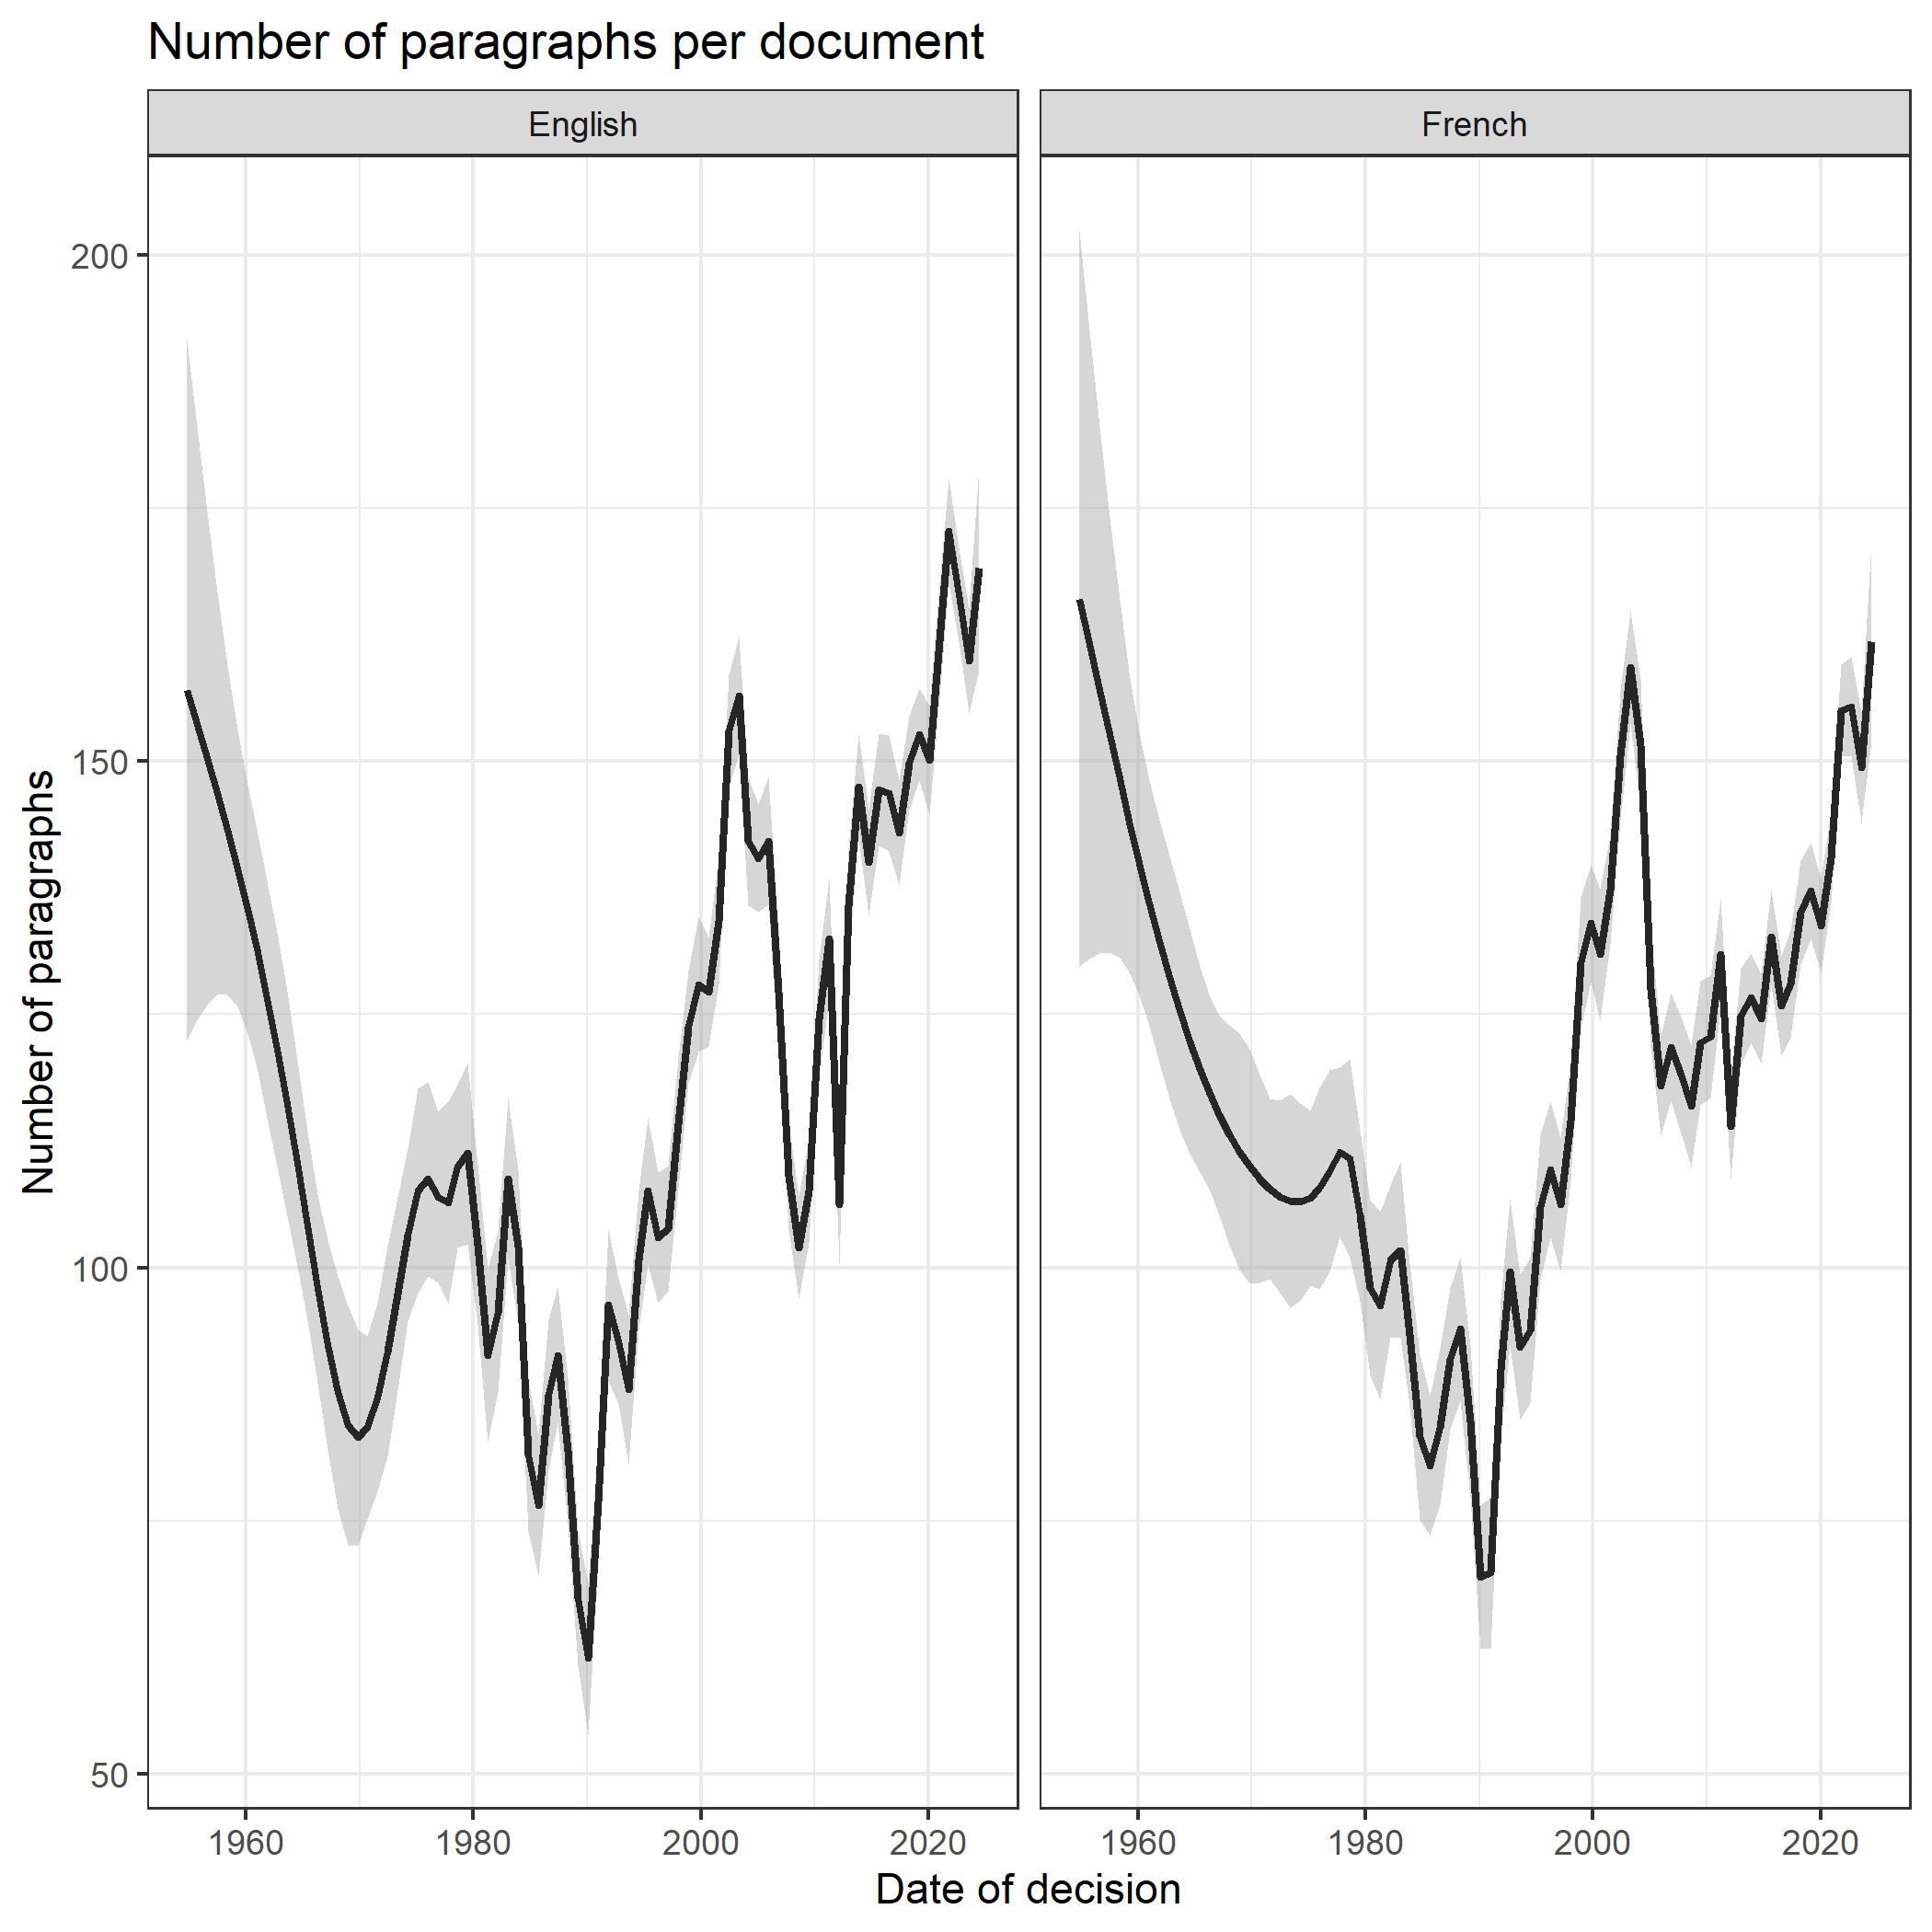 Number of paragraphs per document
English
French
Number of paragraphs
200
150
100
50
1960
1980
2000
2020
1960
1980
2000
2020
Date of decision